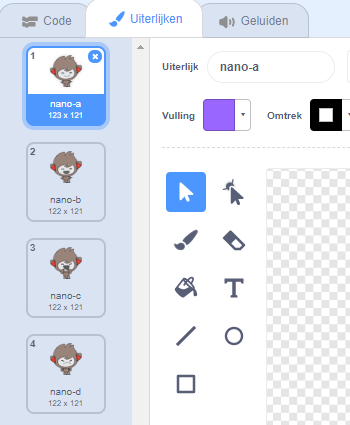 Code
Uiterlijken
Geluiden
1
nano-a
123 x 121
2
nano-b
122 x 121
3
nano-c
122 x 121
4
nano-d
122 x 121
Uiterlijk
nano-a
Vulling
Omtrek
T